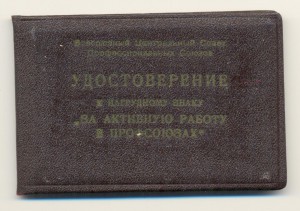 Всесоюзный Центральный Совет
Профессиональных Союзов
УДОСТОВЕРЕНИЕ
К НАГРУДНОМУ ЗНАКУ
„ЗА АКТИВНУЮ РАБОТУ
В ПРОФСОЮЗАХ"